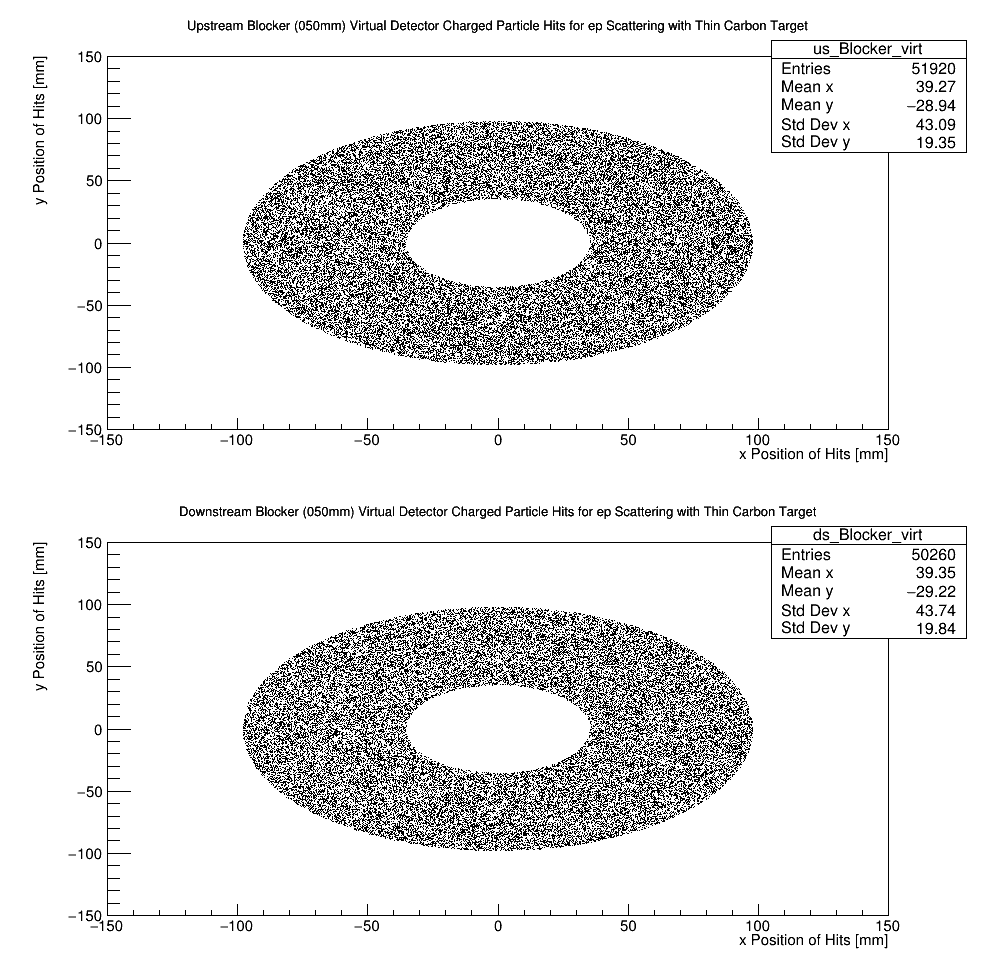 Upstream Blocker (050mm) Virtual Detector Charged Particle Hits for ep Scattering with Thin Carbon Target
us_Blocker_virt
Entries 51920
Mean x 39.27
Mean y −28.94
Std Dev x 43.09
Std Dev y 19.35
y Position of Hits [mm]
150
100
50
0
−50
−100
−150
−150 −100 −50 0 50 100 150
x Position of Hits [mm]
Downstream Blocker (050mm) Virtual Detector Charged Particle Hits for ep Scattering with Thin Carbon Target
ds_Blocker_virt
Entries 50260
Mean x 39.35
Mean y −29.22
Std Dev x 43.74
Std Dev y 19.84
y Position of Hits [mm]
150
100
50
0
−50
−100
−150
−150 −100 −50 0 50 100 150
x Position of Hits [mm]